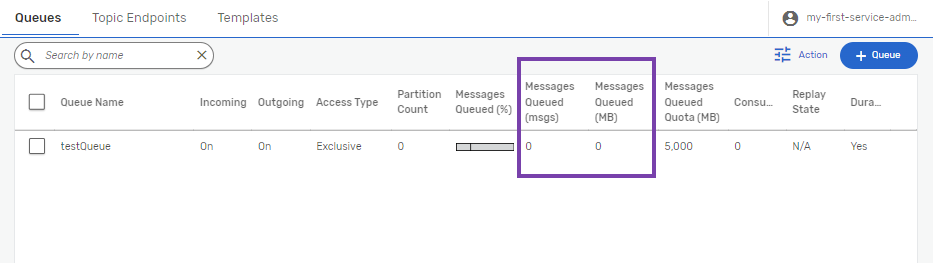 Queues Topic Endpoints Templates my-first-service-adm...
Search by name Action + Queue
Queue Name Incoming Outgoing Access Type Partition Count Messages Queued (%) Messages Queued (msgs) Messages Queued (MB) Messages Queued Quota (MB) Consu... Replay State Dura...
testQueue On On Exclusive 0 0 0 5,000 0 N/A Yes